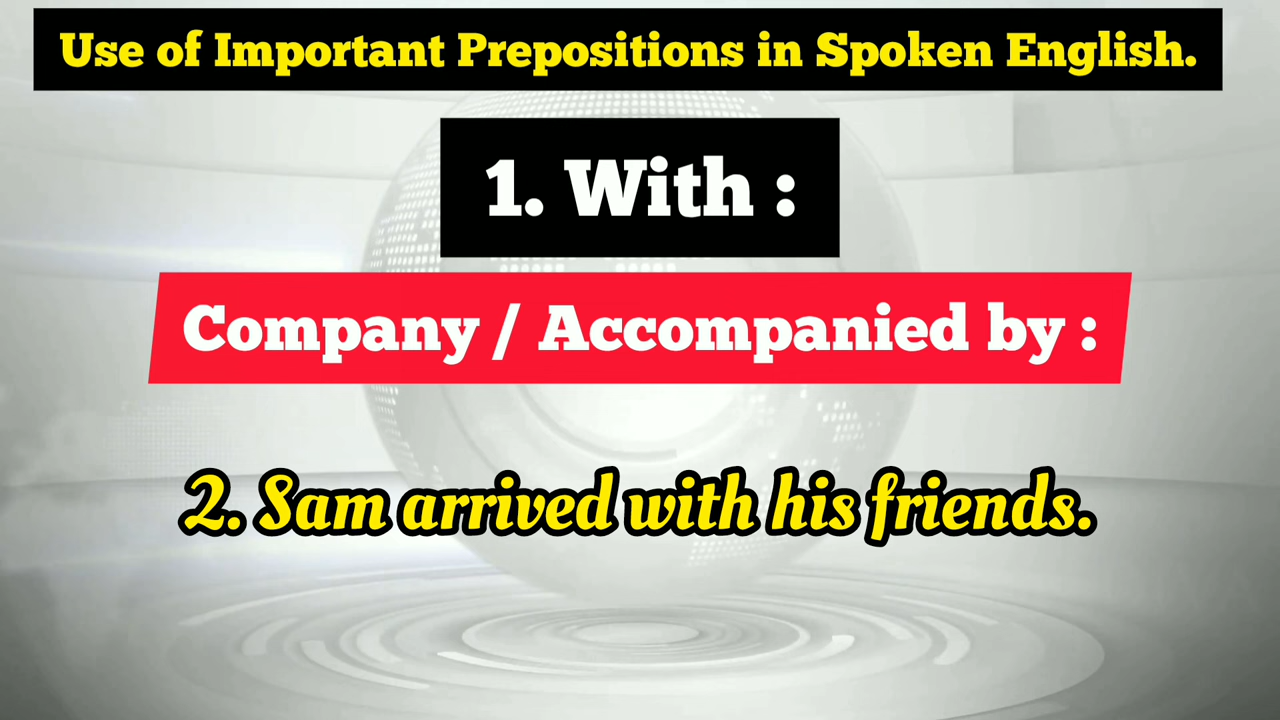 Use of Important Prepositions in Spoken English.
1. With :
Company / Accompanied by :
2. Sam arrived with his friends.